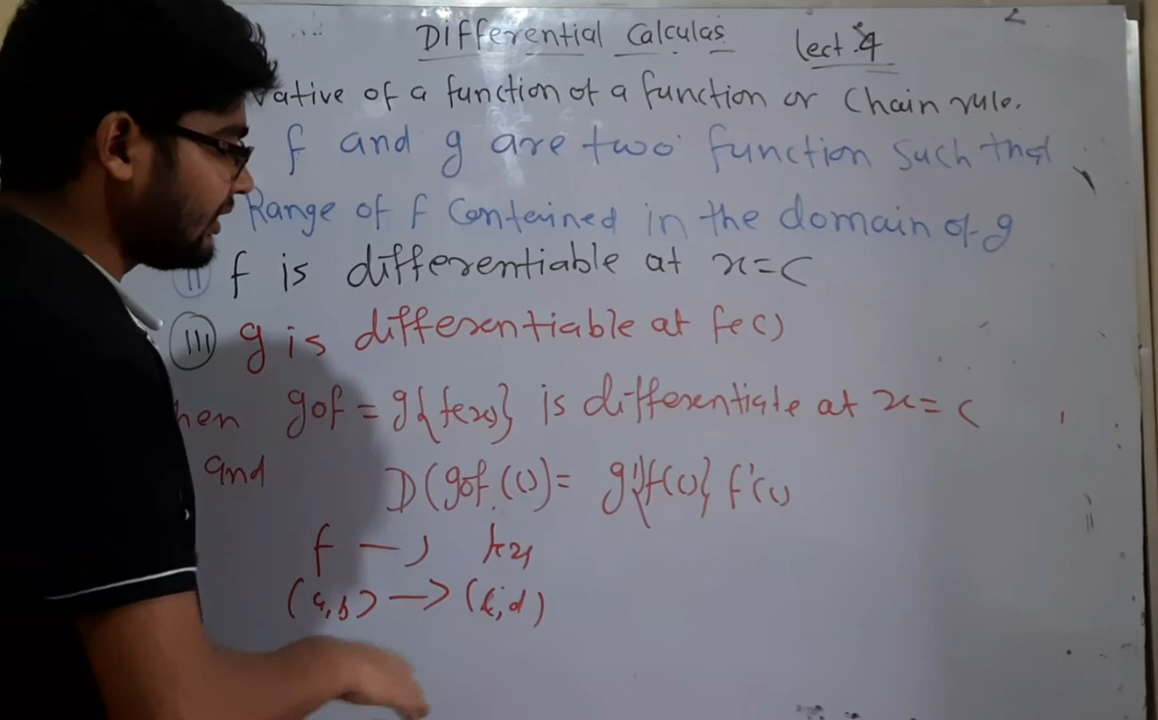 Differential Calculas Lect.4
vative of a function of a function or Chain rule.
f and g are two function such that
Range of f Contained in the domain of g
(II) f is differentiable at x=c
(III) g is differentiable at f(c)
hen gof = g{f(x)} is differentiate at x=c
and D(gof.(c)) = g'{f(c)} f'(c)
f →
(a,b) → (c,d)